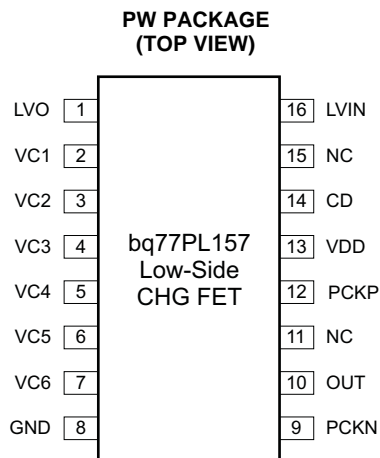 PW PACKAGE
(TOP VIEW)
LVO 1 16 LVIN
VC1 2 15 NC
VC2 3 14 CD
VC3 4 13 VDD
VC4 5 12 PCKP
VC5 6 11 NC
VC6 7 10 OUT
GND 8 9 PCKN
bq77PL157
Low-Side
CHG FET